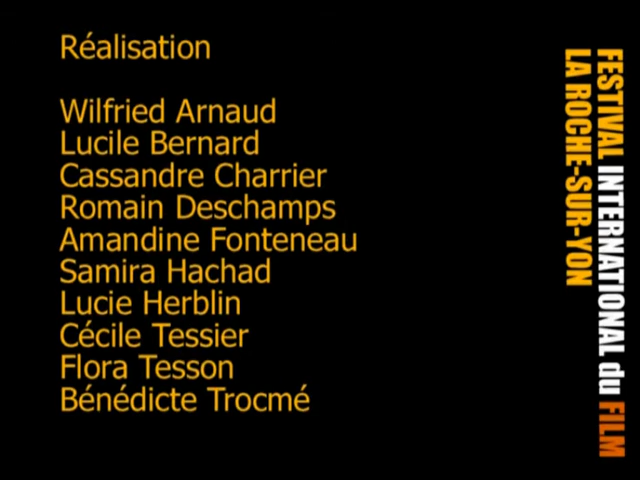 Réalisation
Wilfried Arnaud
Lucile Bernard
Cassandre Charrier
Romain Deschamps
Amandine Fonteneau
Samira Hachad
Lucie Herblin
Cécile Tessier
Flora Tesson
Bénédicte Trocmé
FESTIVAL INTERNATIONAL du FILM
LA ROCHE-SUR-YON